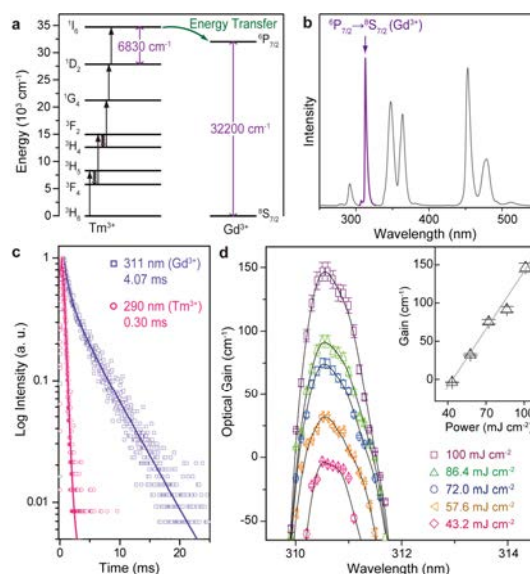 a
Energy (10³ cm⁻¹)
35
30
25
20
15
10
5
0
¹I₆
¹D₂
¹G₄
³F₂
³H₄
³H₅
³F₄
³H₆
6830 cm⁻¹
Energy Transfer
⁶P₇/₂
32200 cm⁻¹
⁸S₇/₂
Tm³⁺
Gd³⁺
b
⁶P₇/₂→⁸S₇/₂ (Gd³⁺)
Intensity
300 400 500
Wavelength (nm)
c
Log Intensity (a. u.)
1
0.1
0.01
311 nm (Gd³⁺)
4.07 ms
290 nm (Tm³⁺)
0.30 ms
0 10 20
Time (ms)
d
Optical Gain (cm⁻¹)
150
100
50
0
-50
310 312 314
Wavelength (nm)
Gain (cm⁻¹)
150
100
50
0
40 70 100
Power (mJ cm⁻²)
100 mJ cm⁻²
86.4 mJ cm⁻²
72.0 mJ cm⁻²
57.6 mJ cm⁻²
43.2 mJ cm⁻²